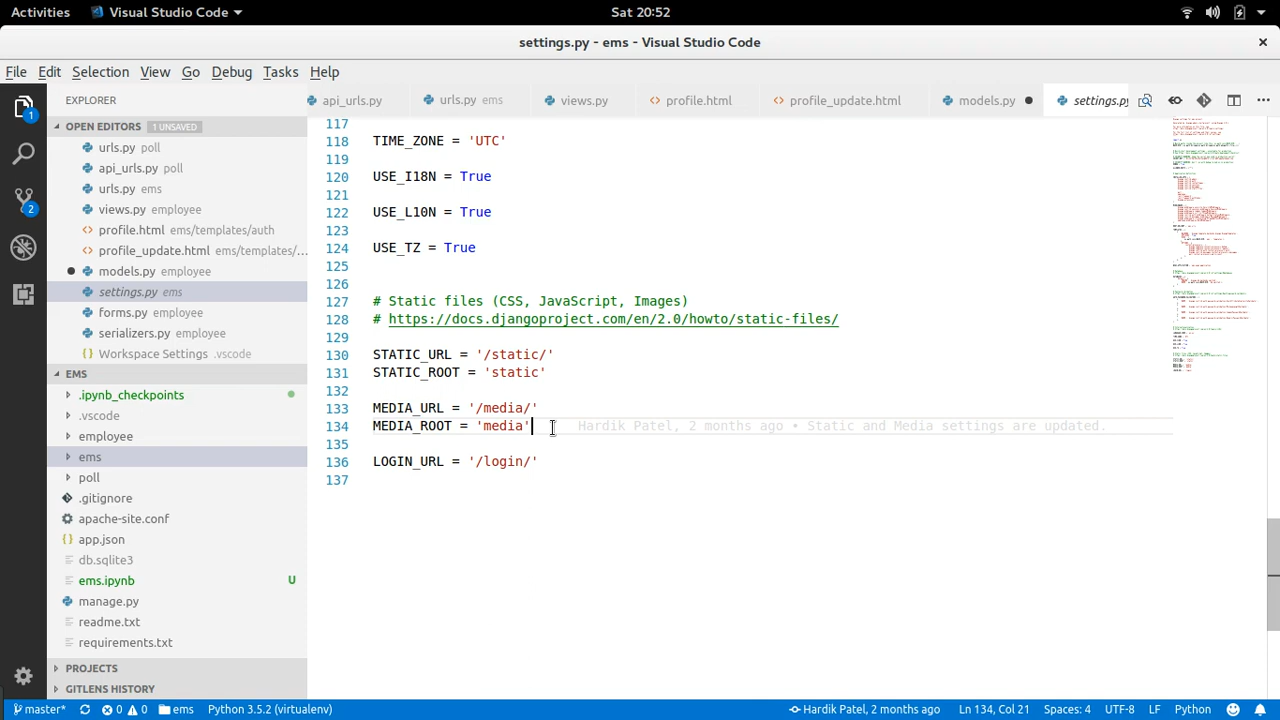 Activities
Visual Studio Code
Sat 20:52
settings.py - ems - Visual Studio Code
File Edit Selection View Go Debug Tasks Help
EXPLORER
api_urls.py
urls.py ems
views.py
profile.html
profile_update.html
models.py
settings.py
OPEN EDITORS 1 UNSAVED
urls.py poll
api_urls.py poll
urls.py ems
views.py employee
profile.html ems/templates/auth
profile_update.html ems/templates/...
models.py employee
settings.py ems
forms.py employee
serializers.py employee
Workspace Settings .vscode
EMS
.ipynb_checkpoints
.vscode
employee
ems
poll
.gitignore
apache-site.conf
app.json
db.sqlite3
ems.ipynb U
manage.py
readme.txt
requirements.txt
PROJECTS
GITLENS HISTORY
1
2
117
118 TIME_ZONE = 'UTC'
119
120 USE_I18N = True
121
122 USE_L10N = True
123
124 USE_TZ = True
125
126
127 # Static files (CSS, JavaScript, Images)
128 # https://docs.djangoproject.com/en/2.0/howto/static-files/
129
130 STATIC_URL = '/static/'
131 STATIC_ROOT = 'static'
132
133 MEDIA_URL = '/media/'
134 MEDIA_ROOT = 'media' Hardik Patel, 2 months ago • Static and Media settings are updated.
135
136 LOGIN_URL = '/login/'
137
master* 0 0 ems Python 3.5.2 (virtualenv) Hardik Patel, 2 months ago Ln 134, Col 21 Spaces: 4 UTF-8 LF Python